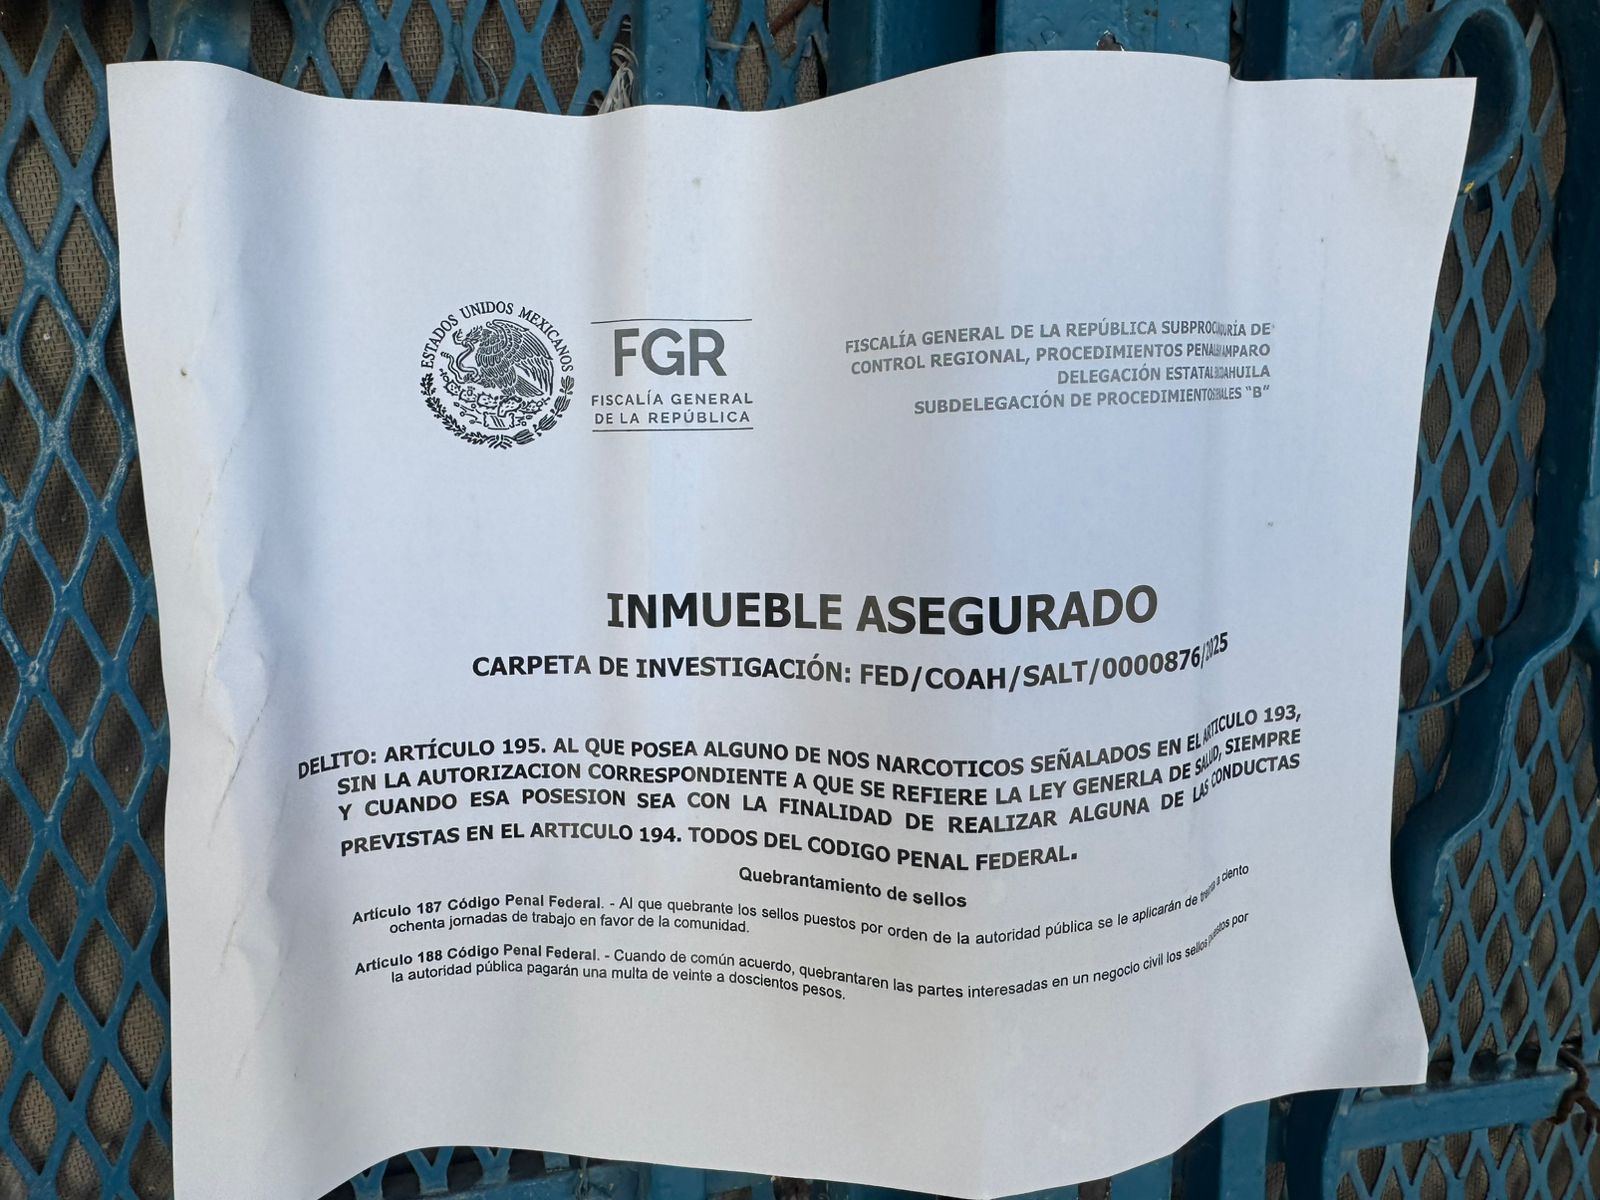 ESTADOS UNIDOS MEXICANOS
FGR
FISCALÍA GENERAL
DE LA REPÚBLICA
FISCALÍA GENERAL DE LA REPÚBLICA SUBPROCURÍA DE
CONTROL REGIONAL, PROCEDIMIENTOS AMPARO
DELEGACIÓN ESTATAL
SUBDELEGACIÓN DE "B"
INMUEBLE ASEGURADO
CARPETA DE INVESTIGACIÓN: FED/COAH/SALT/0000876/2025
DELITO: ARTÍCULO 195. AL QUE POSEA ALGUNO DE NOS NARCOTICOS SEÑALADOS EN EL ARTICULO 193,
SIN LA AUTORIZACION CORRESPONDIENTE A QUE SE REFIERE LA LEY GENERLA DE SALUD, SIEMPRE
Y CUANDO ESA POSESION SEA CON LA FINALIDAD DE REALIZAR ALGUNA DE LAS CONDUCTAS
PREVISTAS EN EL ARTICULO 194. TODOS DEL CODIGO PENAL FEDERAL.
Quebrantamiento de sellos
Artículo 187 Código Penal Federal. - Al que quebrante los sellos puestos por orden de la autoridad pública se le aplicarán de treinta a ciento
ochenta jornadas de trabajo en favor de la comunidad.
Artículo 188 Código Penal Federal. - Cuando de común acuerdo, quebrantaren las partes interesadas en un negocio civil los sellos puestos por
la autoridad pública pagarán una multa de veinte a doscientos pesos.